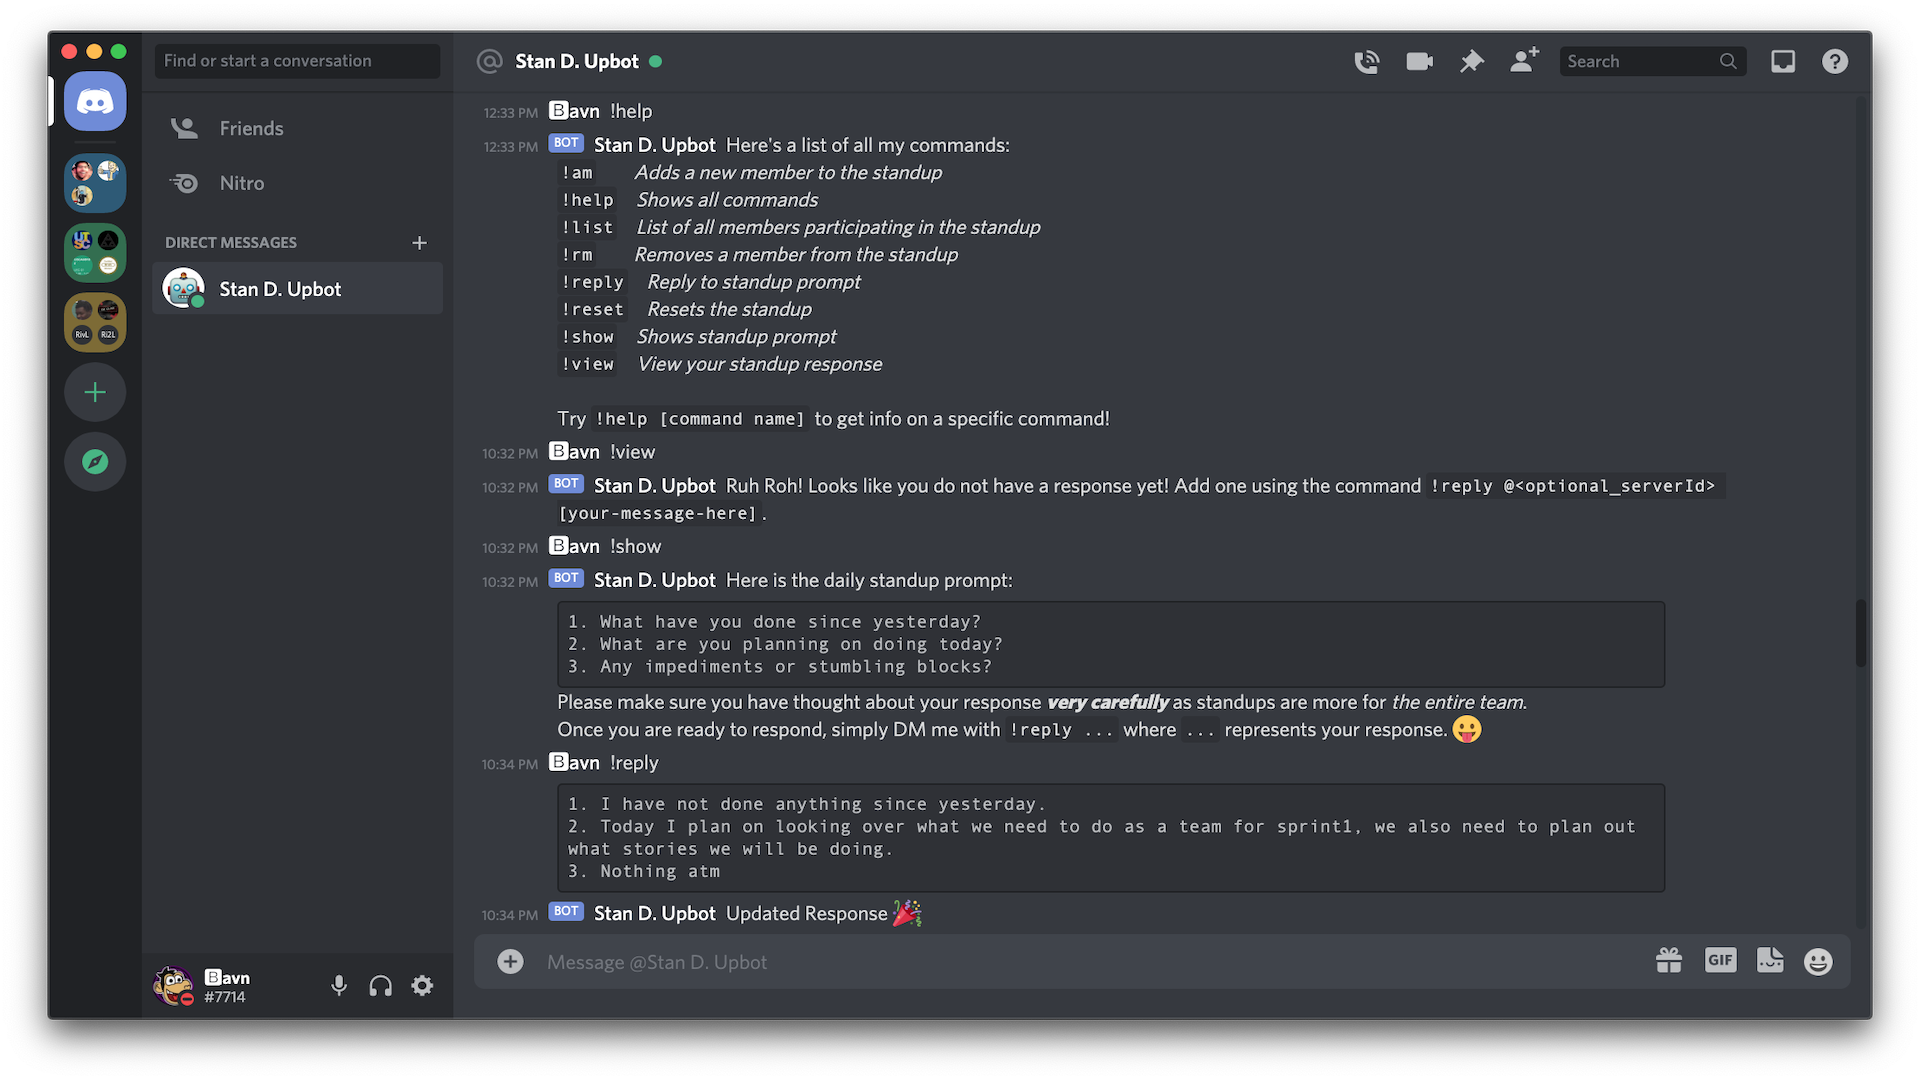 Find or start a conversation
Friends
Nitro
DIRECT MESSAGES
Stan D. Upbot
RivL
Ri2L
🅱avn
#7714
Stan D. Upbot
Search
12:33 PM 🅱avn !help
12:33 PM BOT Stan D. Upbot Here's a list of all my commands:
!am Adds a new member to the standup
!help Shows all commands
!list List of all members participating in the standup
!rm Removes a member from the standup
!reply Reply to standup prompt
!reset Resets the standup
!show Shows standup prompt
!view View your standup response
Try !help [command name] to get info on a specific command!
10:32 PM 🅱avn !view
10:32 PM BOT Stan D. Upbot Ruh Roh! Looks like you do not have a response yet! Add one using the command !reply @<optional_serverId>
[your-message-here].
10:32 PM 🅱avn !show
10:32 PM BOT Stan D. Upbot Here is the daily standup prompt:
1. What have you done since yesterday?
2. What are you planning on doing today?
3. Any impediments or stumbling blocks?
Please make sure you have thought about your response very carefully as standups are more for the entire team.
Once you are ready to respond, simply DM me with !reply ... where ... represents your response. 😛
10:34 PM 🅱avn !reply
1. I have not done anything since yesterday.
2. Today I plan on looking over what we need to do as a team for sprint1, we also need to plan out
what stories we will be doing.
3. Nothing atm
10:34 PM BOT Stan D. Upbot Updated Response 🎉
Message @Stan D. Upbot
GIF